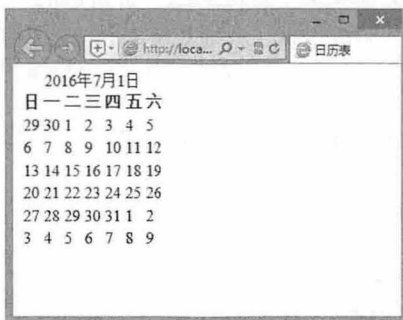 http://loca...
日历表
2016年7月1日
日 一 二 三 四 五 六
29 30 1 2 3 4 5
6 7 8 9 10 11 12
13 14 15 16 17 18 19
20 21 22 23 24 25 26
27 28 29 30 31 1 2
3 4 5 6 7 8 9